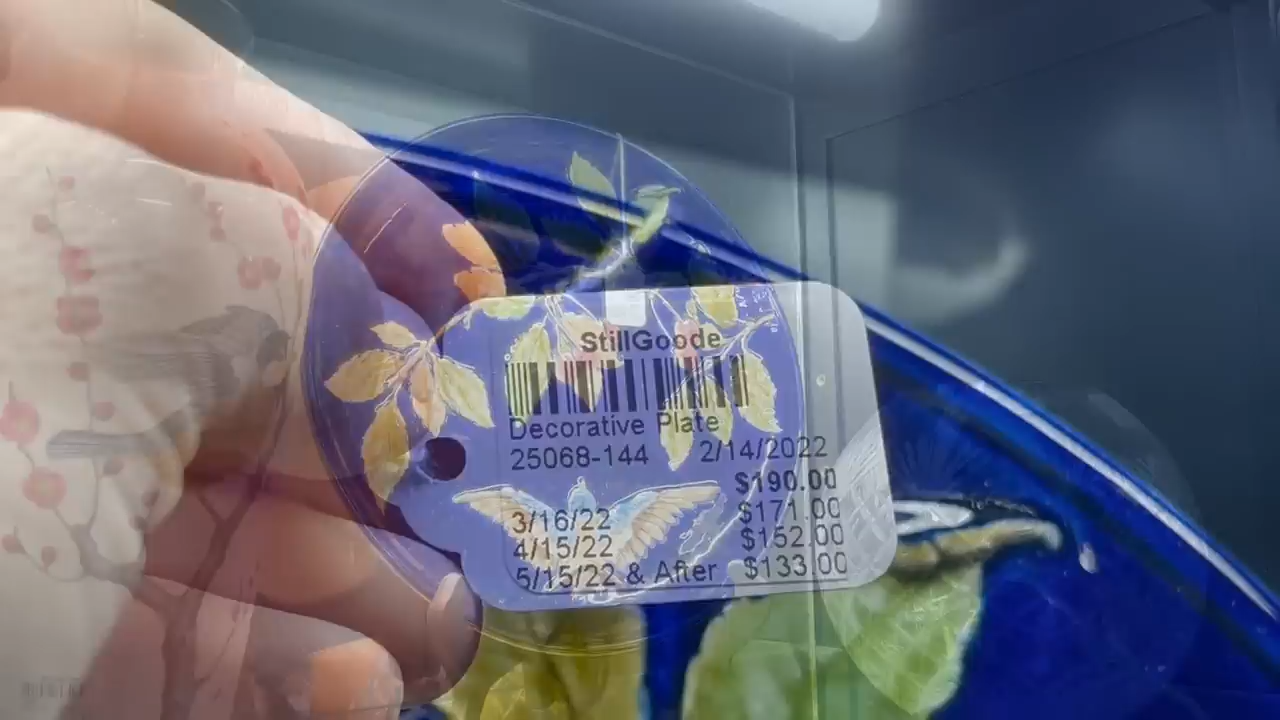 StillGoode
Decorative Plate
25068-144 2/14/2022
$190.00
3/16/22 $171.00
4/15/22 $152.00
5/15/22 & After $133.00